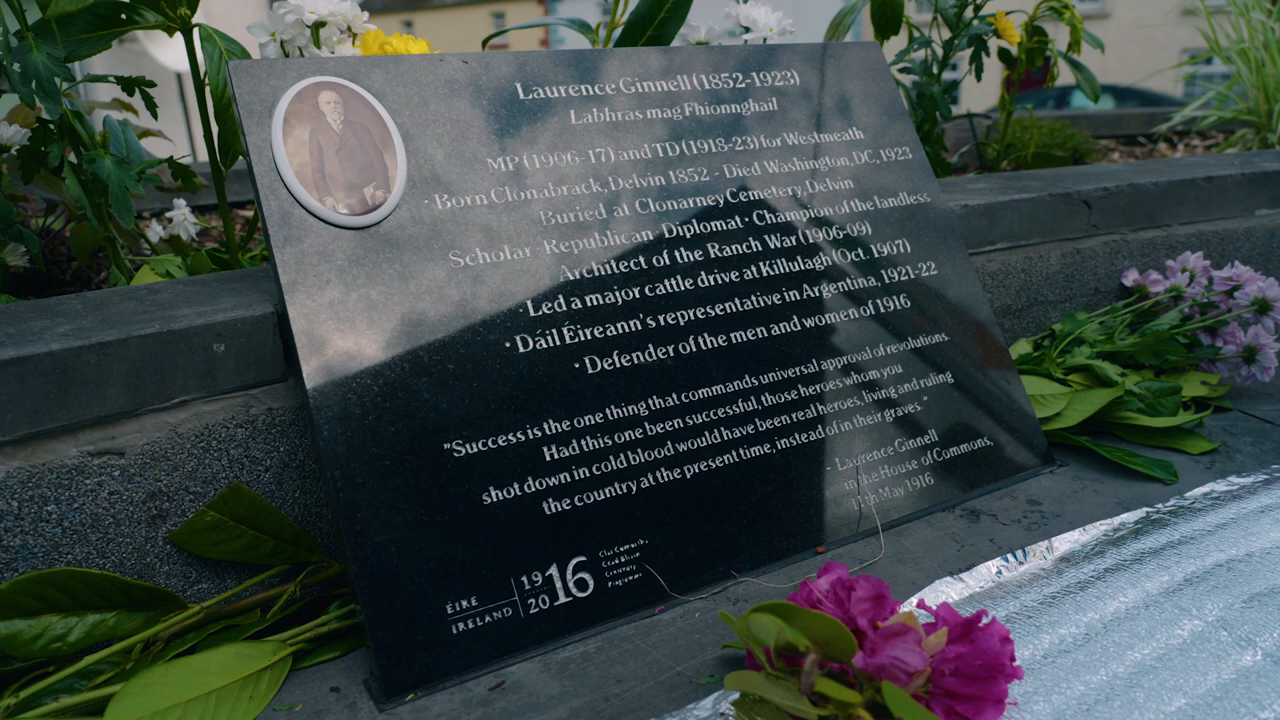 Laurence Ginnell (1852-1923)
Labhras mag Fhionnghail
MP (1906-17) and TD (1918-23) for Westmeath
· Born Clonabrack, Delvin 1852 - Died Washington, DC, 1923
Buried at Clonarney Cemetery, Delvin
Scholar · Republican · Diplomat · Champion of the landless
Architect of the Ranch War (1906-09)
· Led a major cattle drive at Killulagh (Oct. 1907)
· Dáil Éireann's representative in Argentina, 1921-22
· Defender of the men and women of 1916
"Success is the one thing that commands universal approval of revolutions.
Had this one been successful, those heroes whom you
shot down in cold blood would have been real heroes, living and ruling
the country at the present time, instead of in their graves."
- Laurence Ginnell
in the House of Commons,
11th May 1916
ÉIRE
IRELAND
1916
2016
Clár Comórtha
Céad Bliain
Centenary
Programme